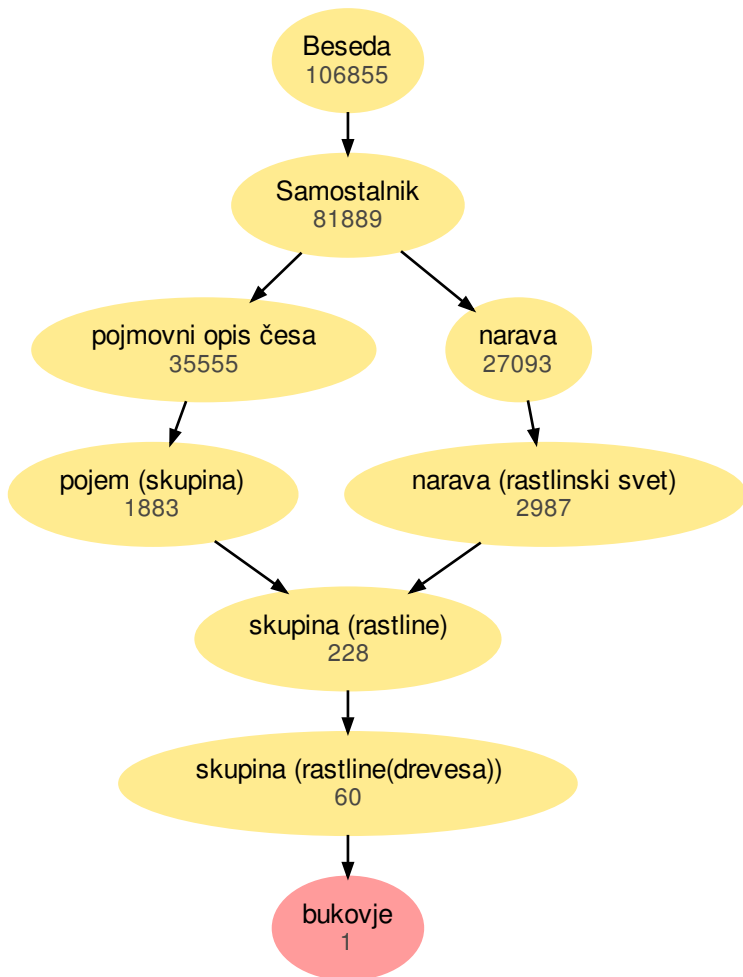 Beseda
106855
Samostalnik
81889
pojmovni opis česa
35555
narava
27093
pojem (skupina)
1883
narava (rastlinski svet)
2987
skupina (rastline)
228
skupina (rastline(drevesa))
60
bukovje
1